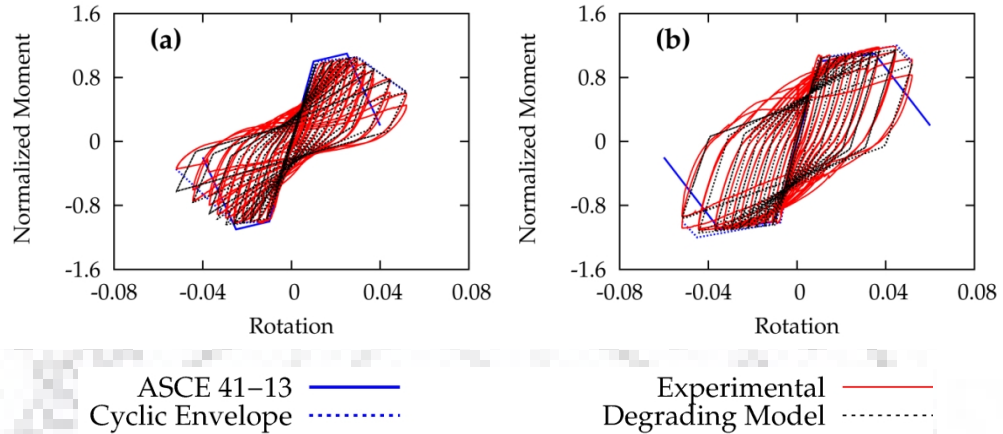 (a)
Normalized Moment
1.6
0.8
0
-0.8
-1.6
-0.08
-0.04
0
0.04
0.08
Rotation
(b)
Normalized Moment
1.6
0.8
0
-0.8
-1.6
-0.08
-0.04
0
0.04
0.08
Rotation
ASCE 41–13
Cyclic Envelope
Experimental
Degrading Model